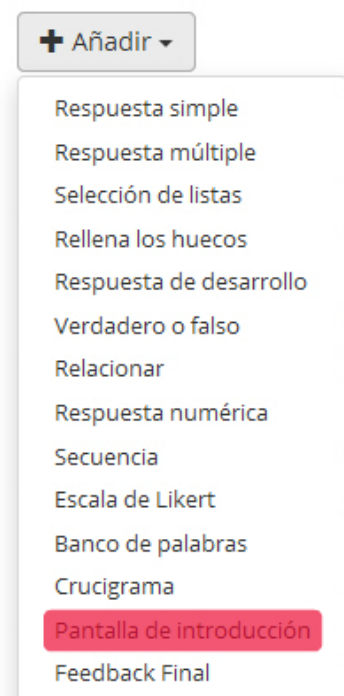 + Añadir
Respuesta simple
Respuesta múltiple
Selección de listas
Rellena los huecos
Respuesta de desarrollo
Verdadero o falso
Relacionar
Respuesta numérica
Secuencia
Escala de Likert
Banco de palabras
Crucigrama
Pantalla de introducción
Feedback Final